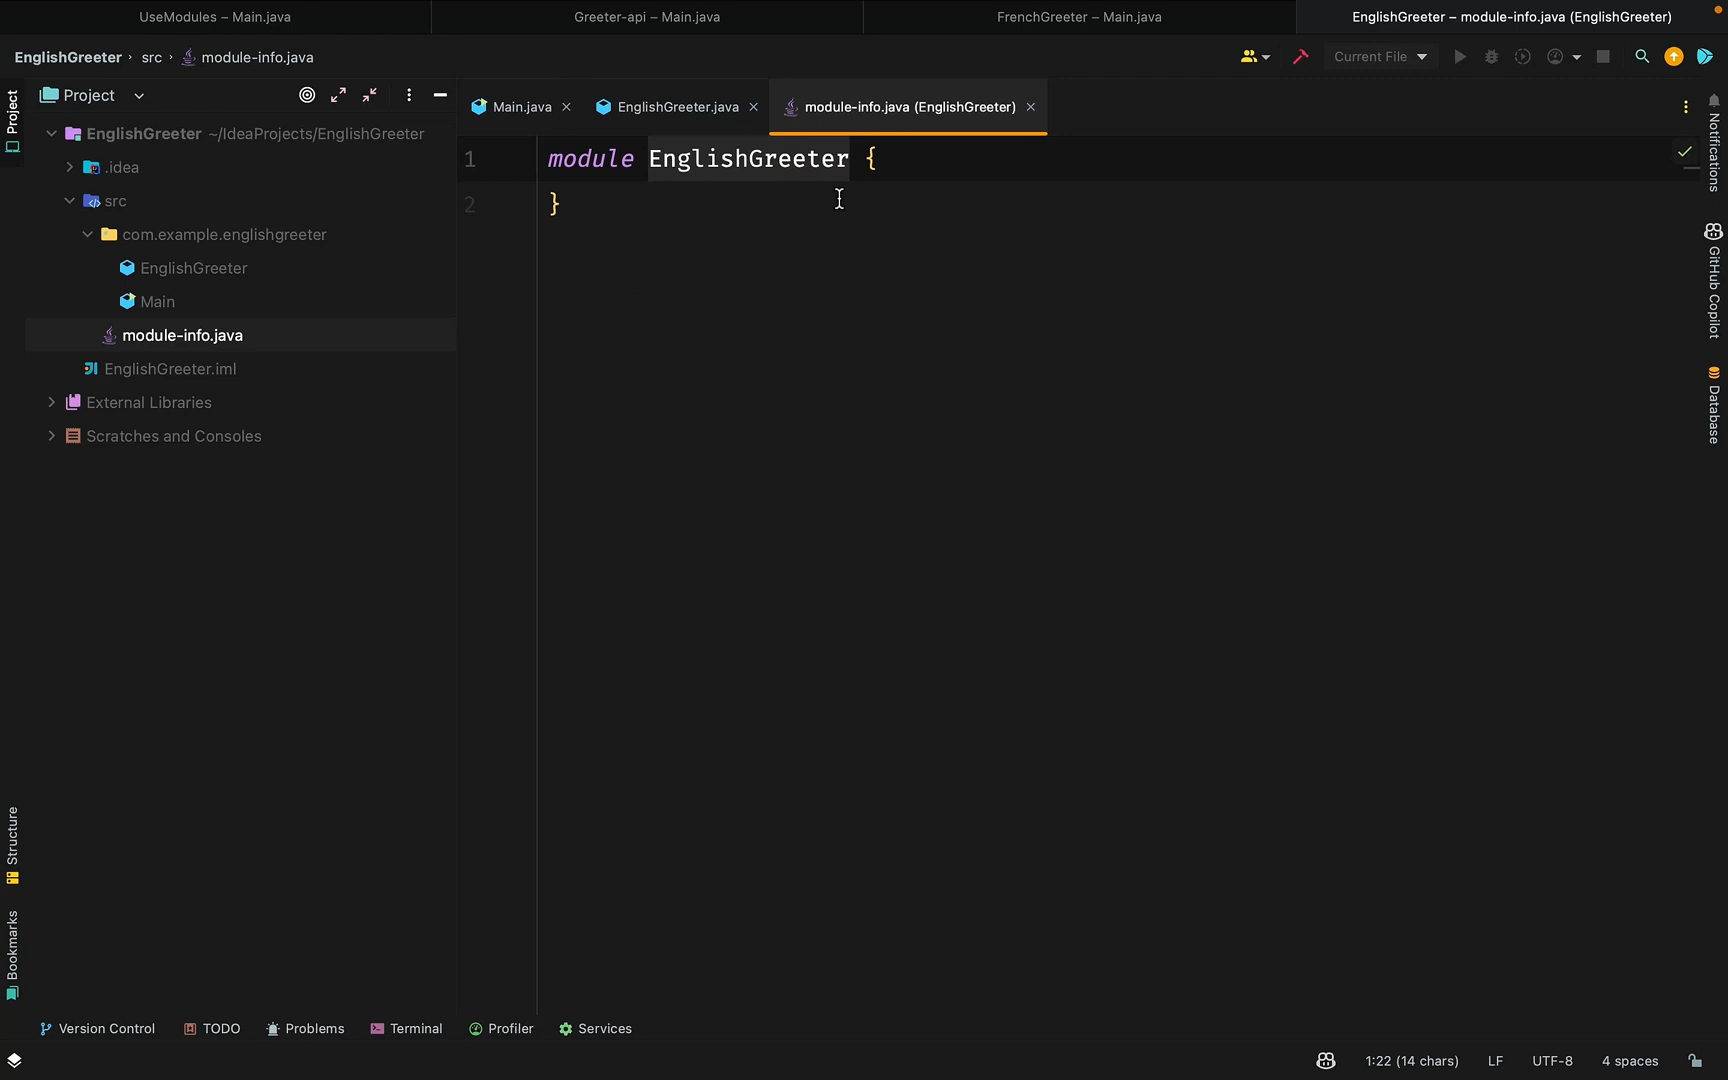 UseModules – Main.java
Greeter-api – Main.java
FrenchGreeter – Main.java
EnglishGreeter – module-info.java (EnglishGreeter)
EnglishGreeter › src › module-info.java
Current File
Project
Project
Main.java
EnglishGreeter.java
module-info.java (EnglishGreeter)
EnglishGreeter ~/IdeaProjects/EnglishGreeter
.idea
src
com.example.englishgreeter
EnglishGreeter
Main
module-info.java
EnglishGreeter.iml
External Libraries
Scratches and Consoles
1 module EnglishGreeter {
2 }
Notifications
GitHub Copilot
Database
Structure
Bookmarks
Version Control
TODO
Problems
Terminal
Profiler
Services
1:22 (14 chars)
LF
UTF-8
4 spaces